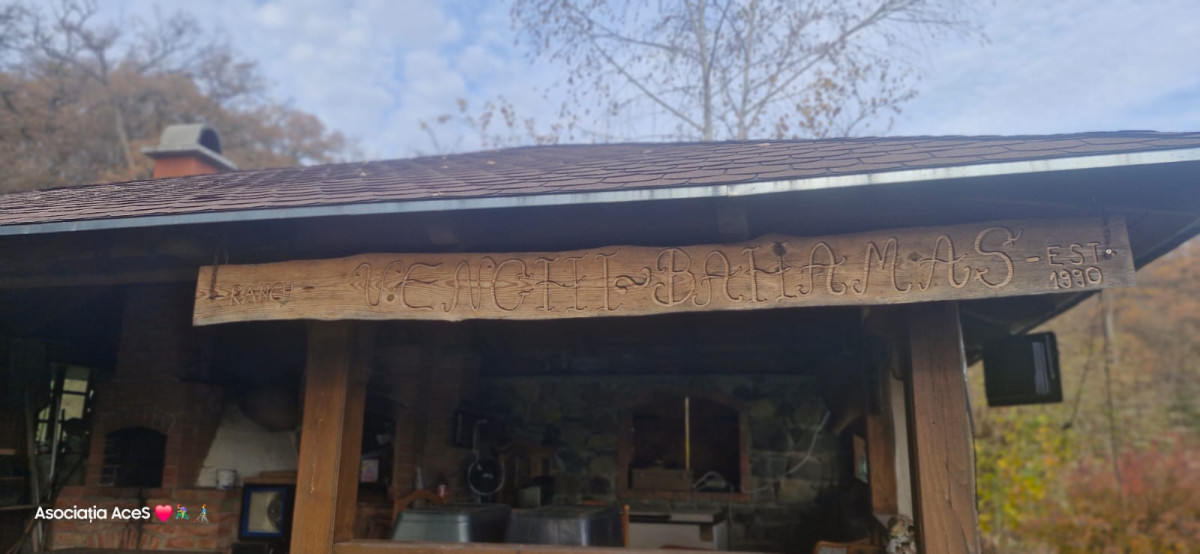 RANCH VENCHI~BAHAMAS - EST.
1990
Asociația AceS